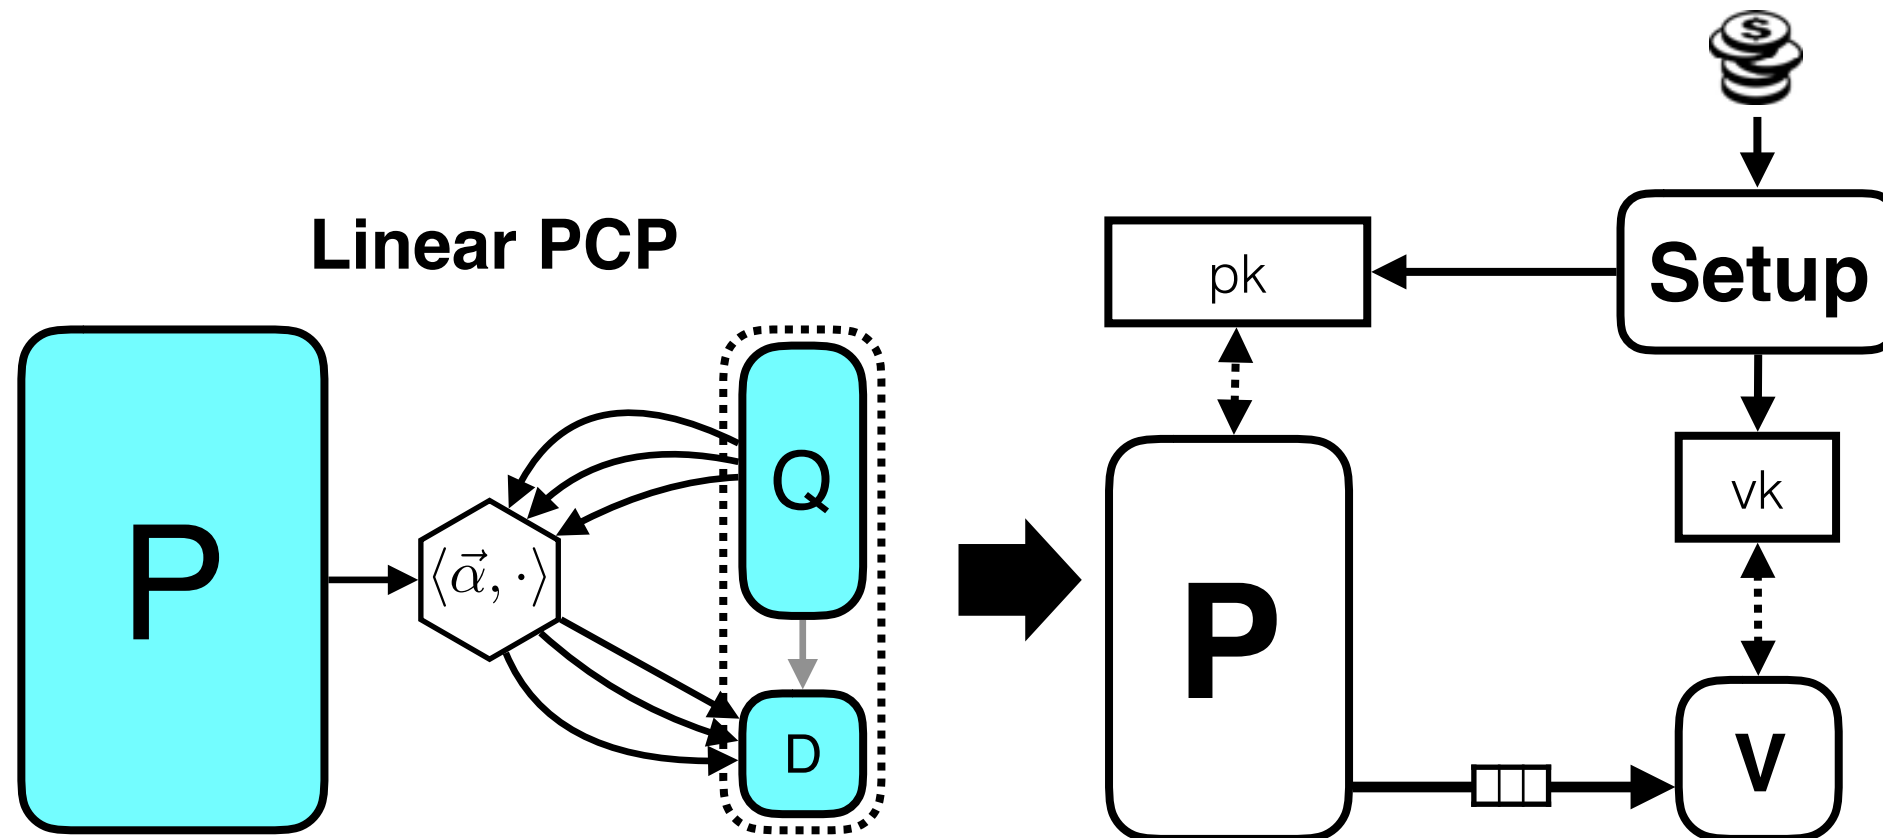 $
Linear PCP
pk
Setup
Q
vk
P
⟨α⃗, ·⟩
P
D
V